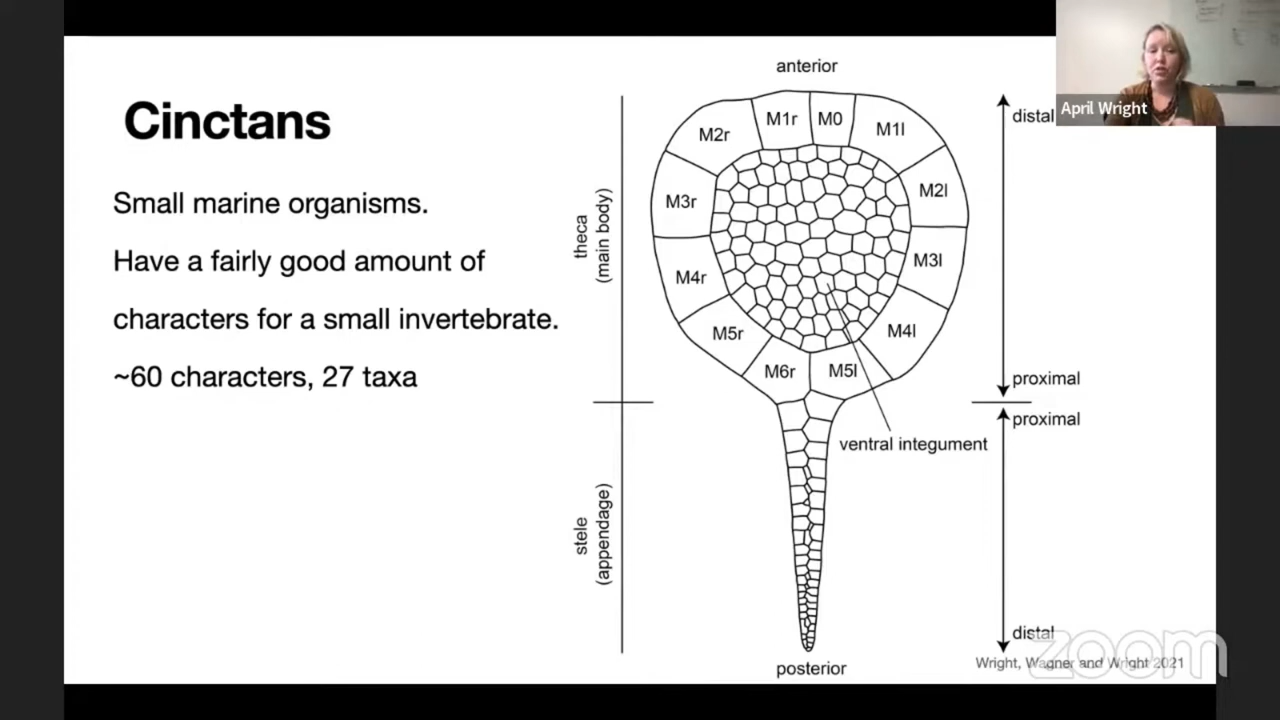 Cinctans
Small marine organisms.
Have a fairly good amount of
characters for a small invertebrate.
~60 characters, 27 taxa
anterior
theca
(main body)
stele
(appendage)
M2r
M1r
M0
M1l
M3r
M2l
M4r
M3l
M5r
M4l
M6r
M5l
ventral integument
posterior
distal
proximal
proximal
distal
Wright, Wagner and Wright 2021
April Wright
zoom